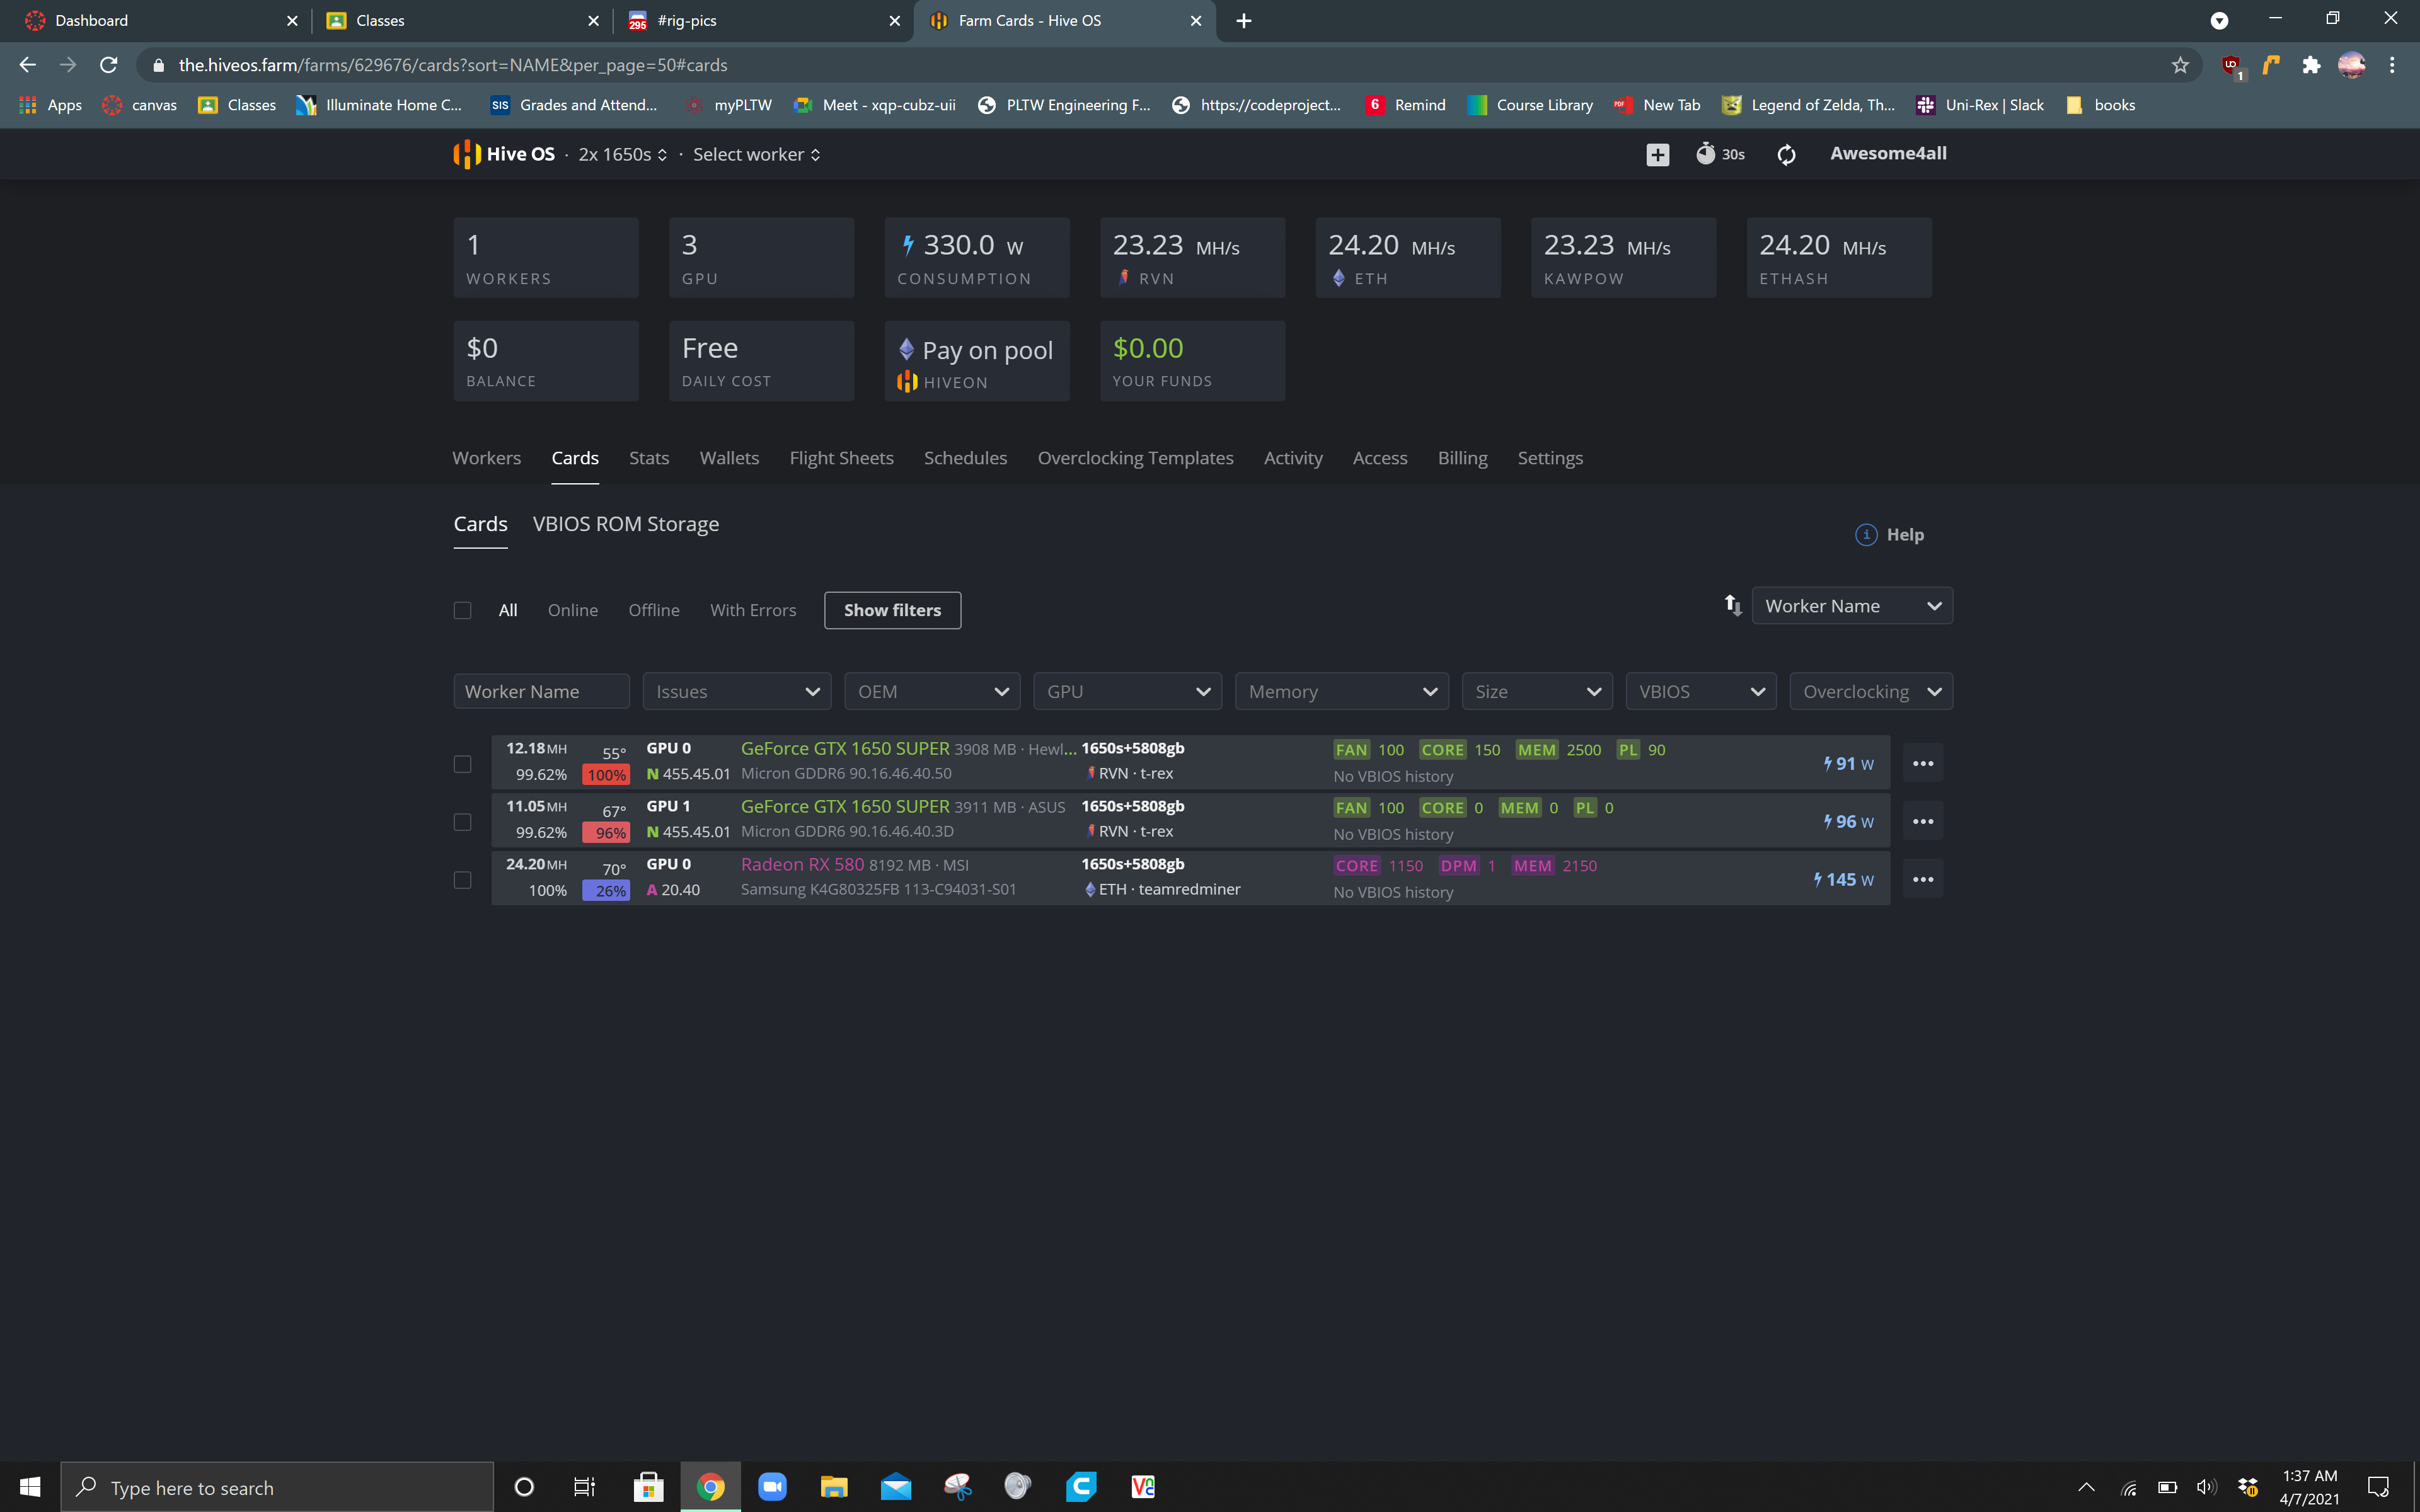 Dashboard
Classes
295
#rig-pics
Farm Cards - Hive OS
the.hiveos.farm/farms/629676/cards?sort=NAME&per_page=50#cards
1
Apps
canvas
Classes
Illuminate Home C...
SIS Grades and Attend...
myPLTW
Meet - xqp-cubz-uii
PLTW Engineering F...
https://codeproject...
6 Remind
Course Library
PDF New Tab
Legend of Zelda, Th...
Uni-Rex | Slack
books
Hive OS · 2x 1650s · Select worker
30s
Awesome4all
1
WORKERS
3
GPU
330.0 W
CONSUMPTION
23.23 MH/s
RVN
24.20 MH/s
ETH
23.23 MH/s
KAWPOW
24.20 MH/s
ETHASH
$0
BALANCE
Free
DAILY COST
Pay on pool
HIVEON
$0.00
YOUR FUNDS
Workers Cards Stats Wallets Flight Sheets Schedules Overclocking Templates Activity Access Billing Settings
Cards VBIOS ROM Storage
Help
All Online Offline With Errors Show filters
Worker Name
Worker Name Issues OEM GPU Memory Size VBIOS Overclocking
12.18 MH 55° GPU 0 GeForce GTX 1650 SUPER 3908 MB · Hewl... 1650s+5808gb FAN 100 CORE 150 MEM 2500 PL 90
99.62% 100% N 455.45.01 Micron GDDR6 90.16.46.40.50 RVN · t-rex No VBIOS history 91 W
11.05 MH 67° GPU 1 GeForce GTX 1650 SUPER 3911 MB · ASUS 1650s+5808gb FAN 100 CORE 0 MEM 0 PL 0
99.62% 96% N 455.45.01 Micron GDDR6 90.16.46.40.3D RVN · t-rex No VBIOS history 96 W
24.20 MH 70° GPU 0 Radeon RX 580 8192 MB · MSI 1650s+5808gb CORE 1150 DPM 1 MEM 2150
100% 26% A 20.40 Samsung K4G80325FB 113-C94031-S01 ETH · teamredminer No VBIOS history 145 W
Type here to search
1:37 AM
4/7/2021